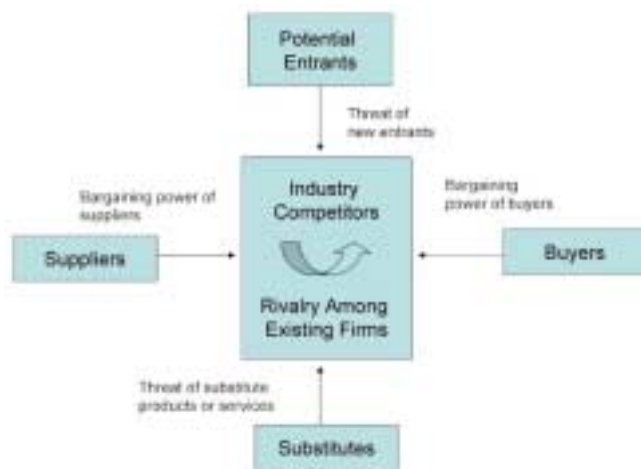 Potential
Entrants
Threat of
new entrants
Bargaining power of
suppliers
Industry
Competitors
Bargaining
power of buyers
Suppliers
Buyers
Rivalry Among
Existing Firms
Threat of substitute
products or services
Substitutes